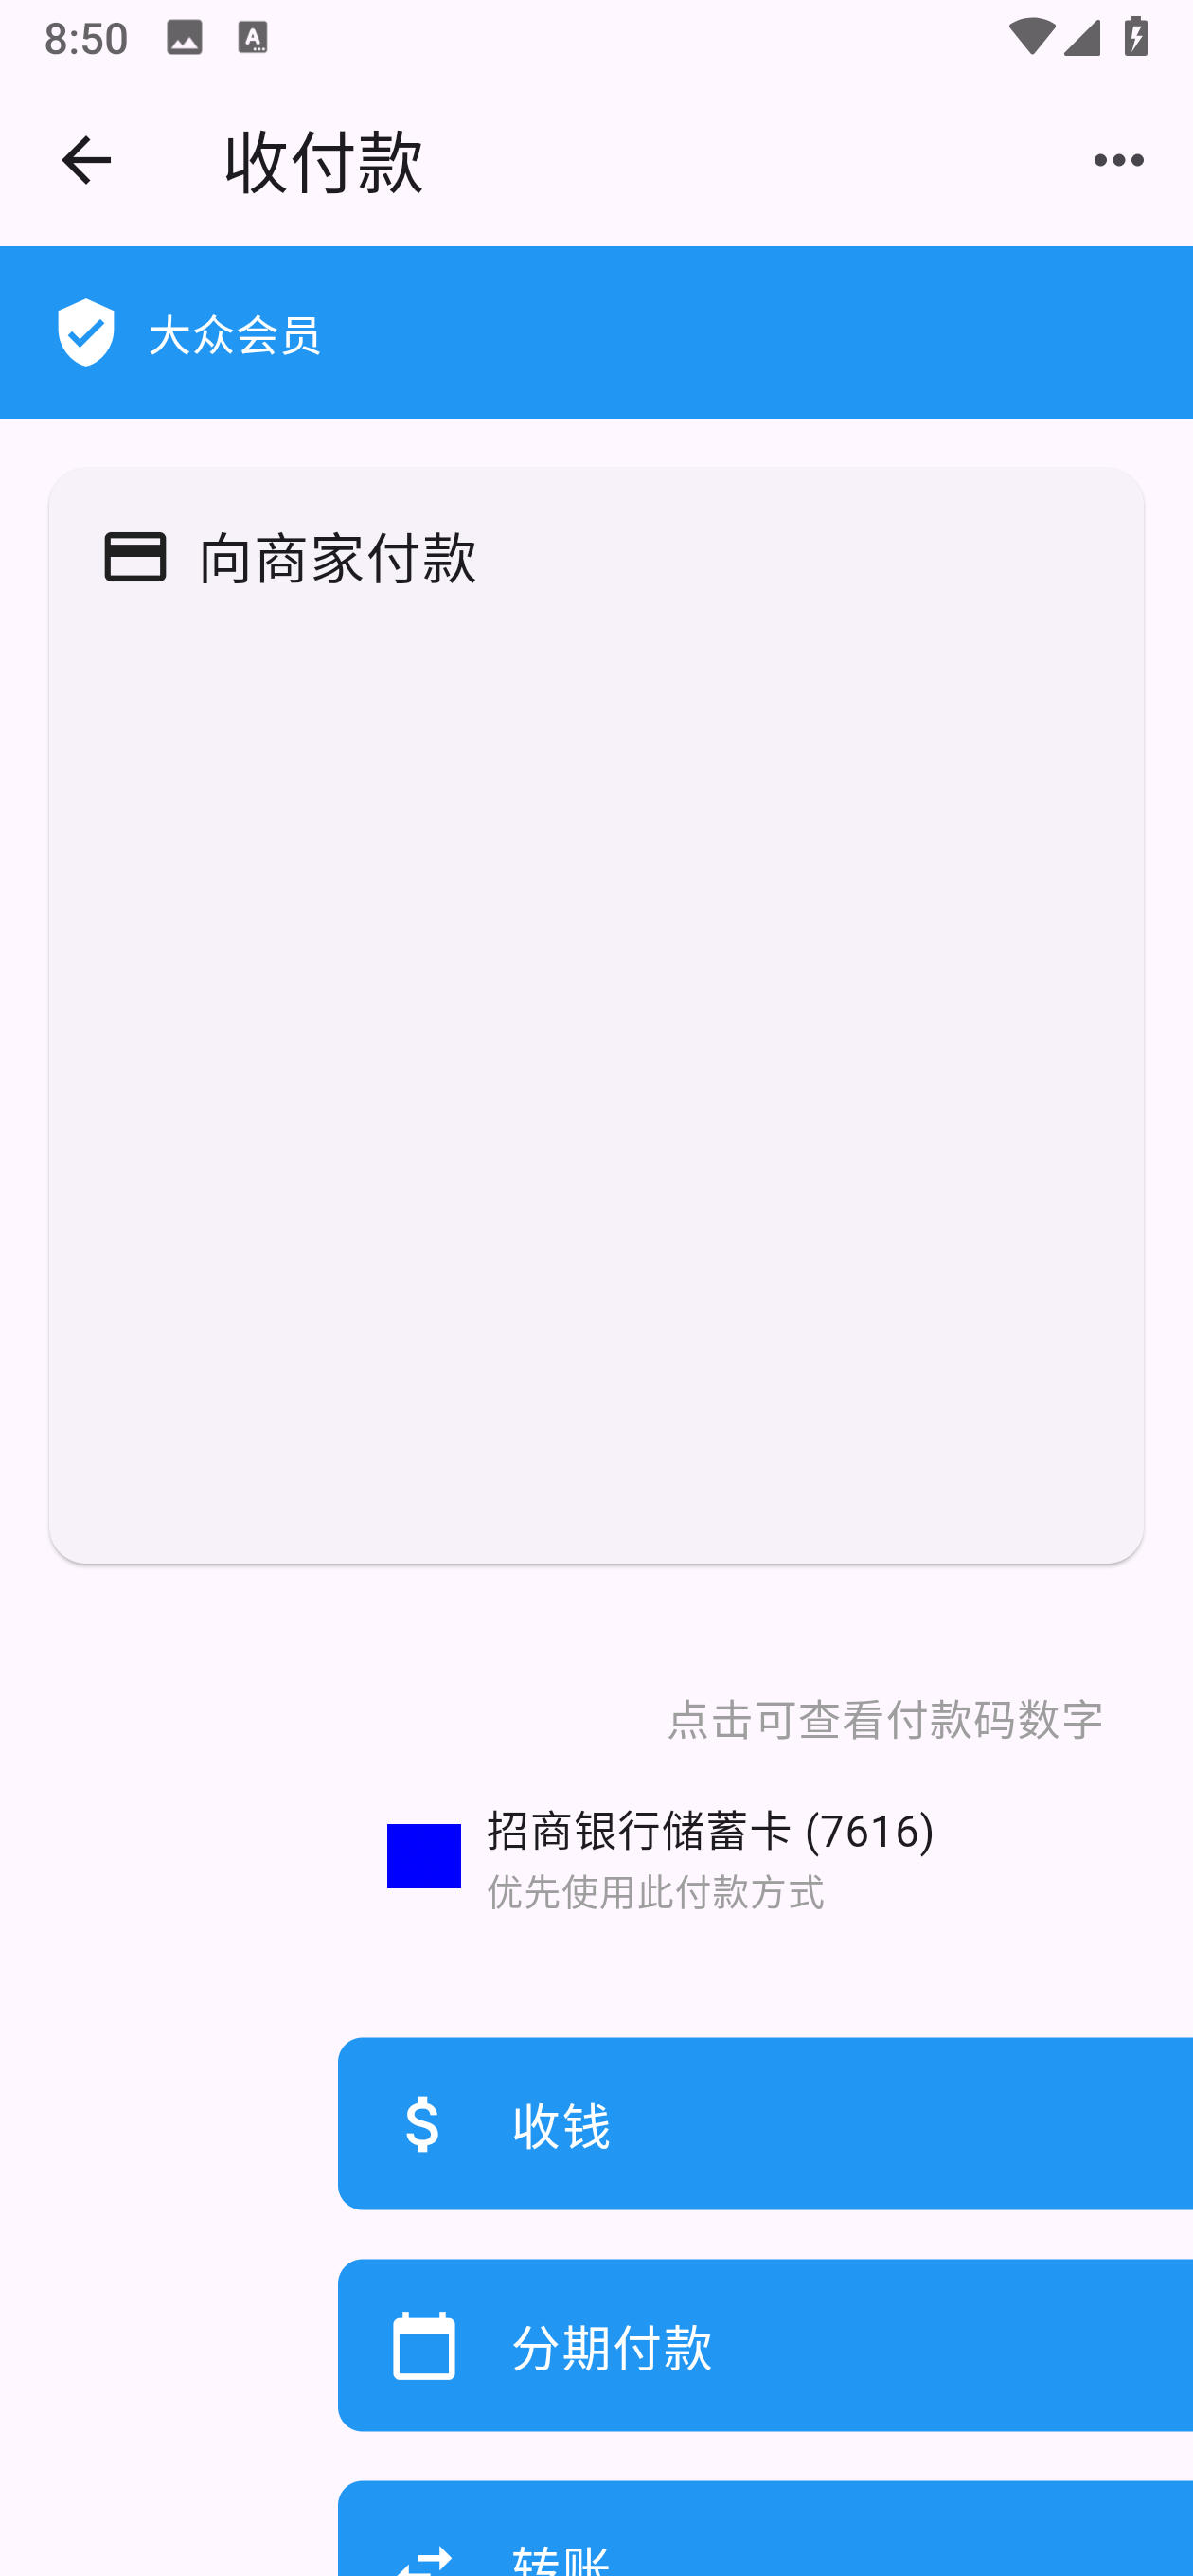 8:50
收付款
大众会员
向商家付款
点击可查看付款码数字
招商银行储蓄卡 (7616)
优先使用此付款方式
收钱
分期付款
转账